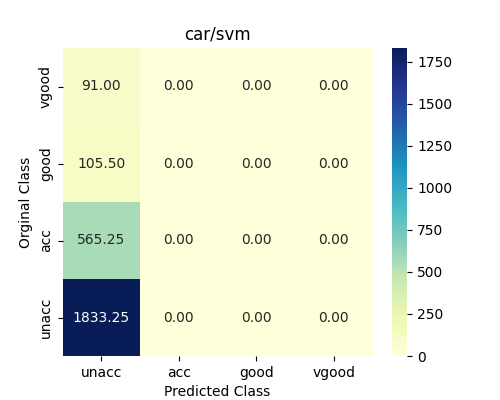 car/svm
Orginal Class
vgood
91.00 0.00 0.00 0.00
good
105.50 0.00 0.00 0.00
acc
565.25 0.00 0.00 0.00
unacc
1833.25 0.00 0.00 0.00
unacc acc good vgood
Predicted Class
1750
1500
1250
1000
750
500
250
0